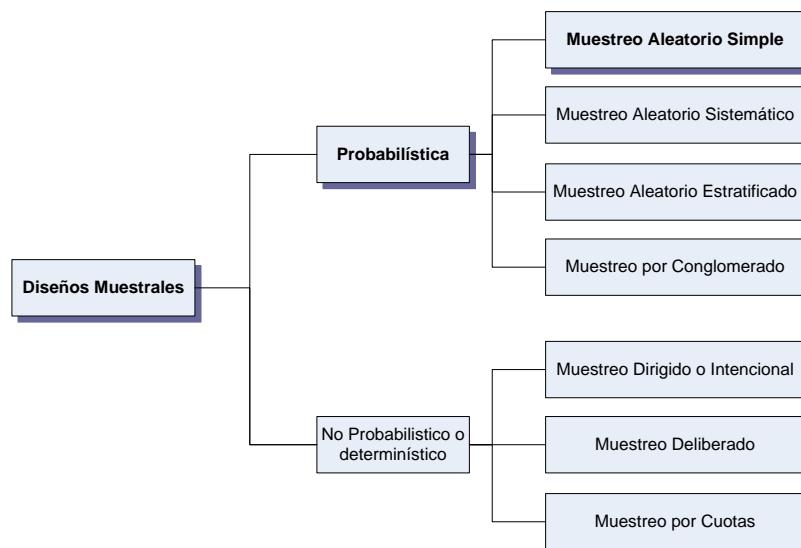 Muestreo Aleatorio Simple
Muestreo Aleatorio Sistemático
Probabilística
Muestreo Aleatorio Estratificado
Muestreo por Conglomerado
Diseños Muestrales
Muestreo Dirigido o Intencional
No Probabilistico o
determinístico
Muestreo Deliberado
Muestreo por Cuotas